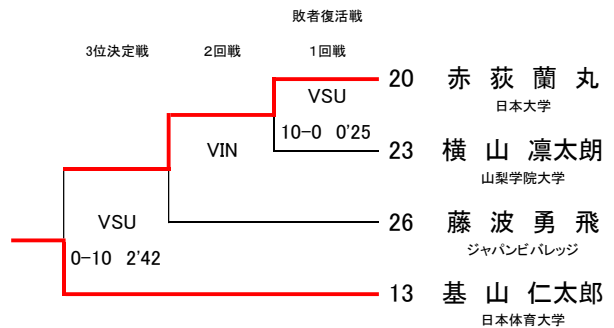 敗者復活戦
3位決定戦 2回戦 1回戦
20 赤 荻 蘭 丸
日本大学
VSU
10-0 0'25
23 横 山 凛太朗
山梨学院大学
VIN
26 藤 波 勇 飛
ジャパンビバレッジ
VSU
0-10 2'42
13 基 山 仁太郎
日本体育大学